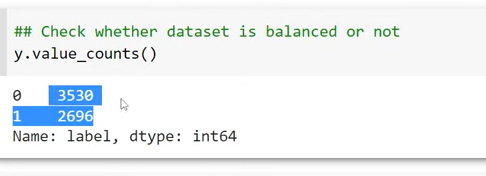 ## Check whether dataset is balanced or not
y.value_counts()
0    3530
1    2696
Name: label, dtype: int64